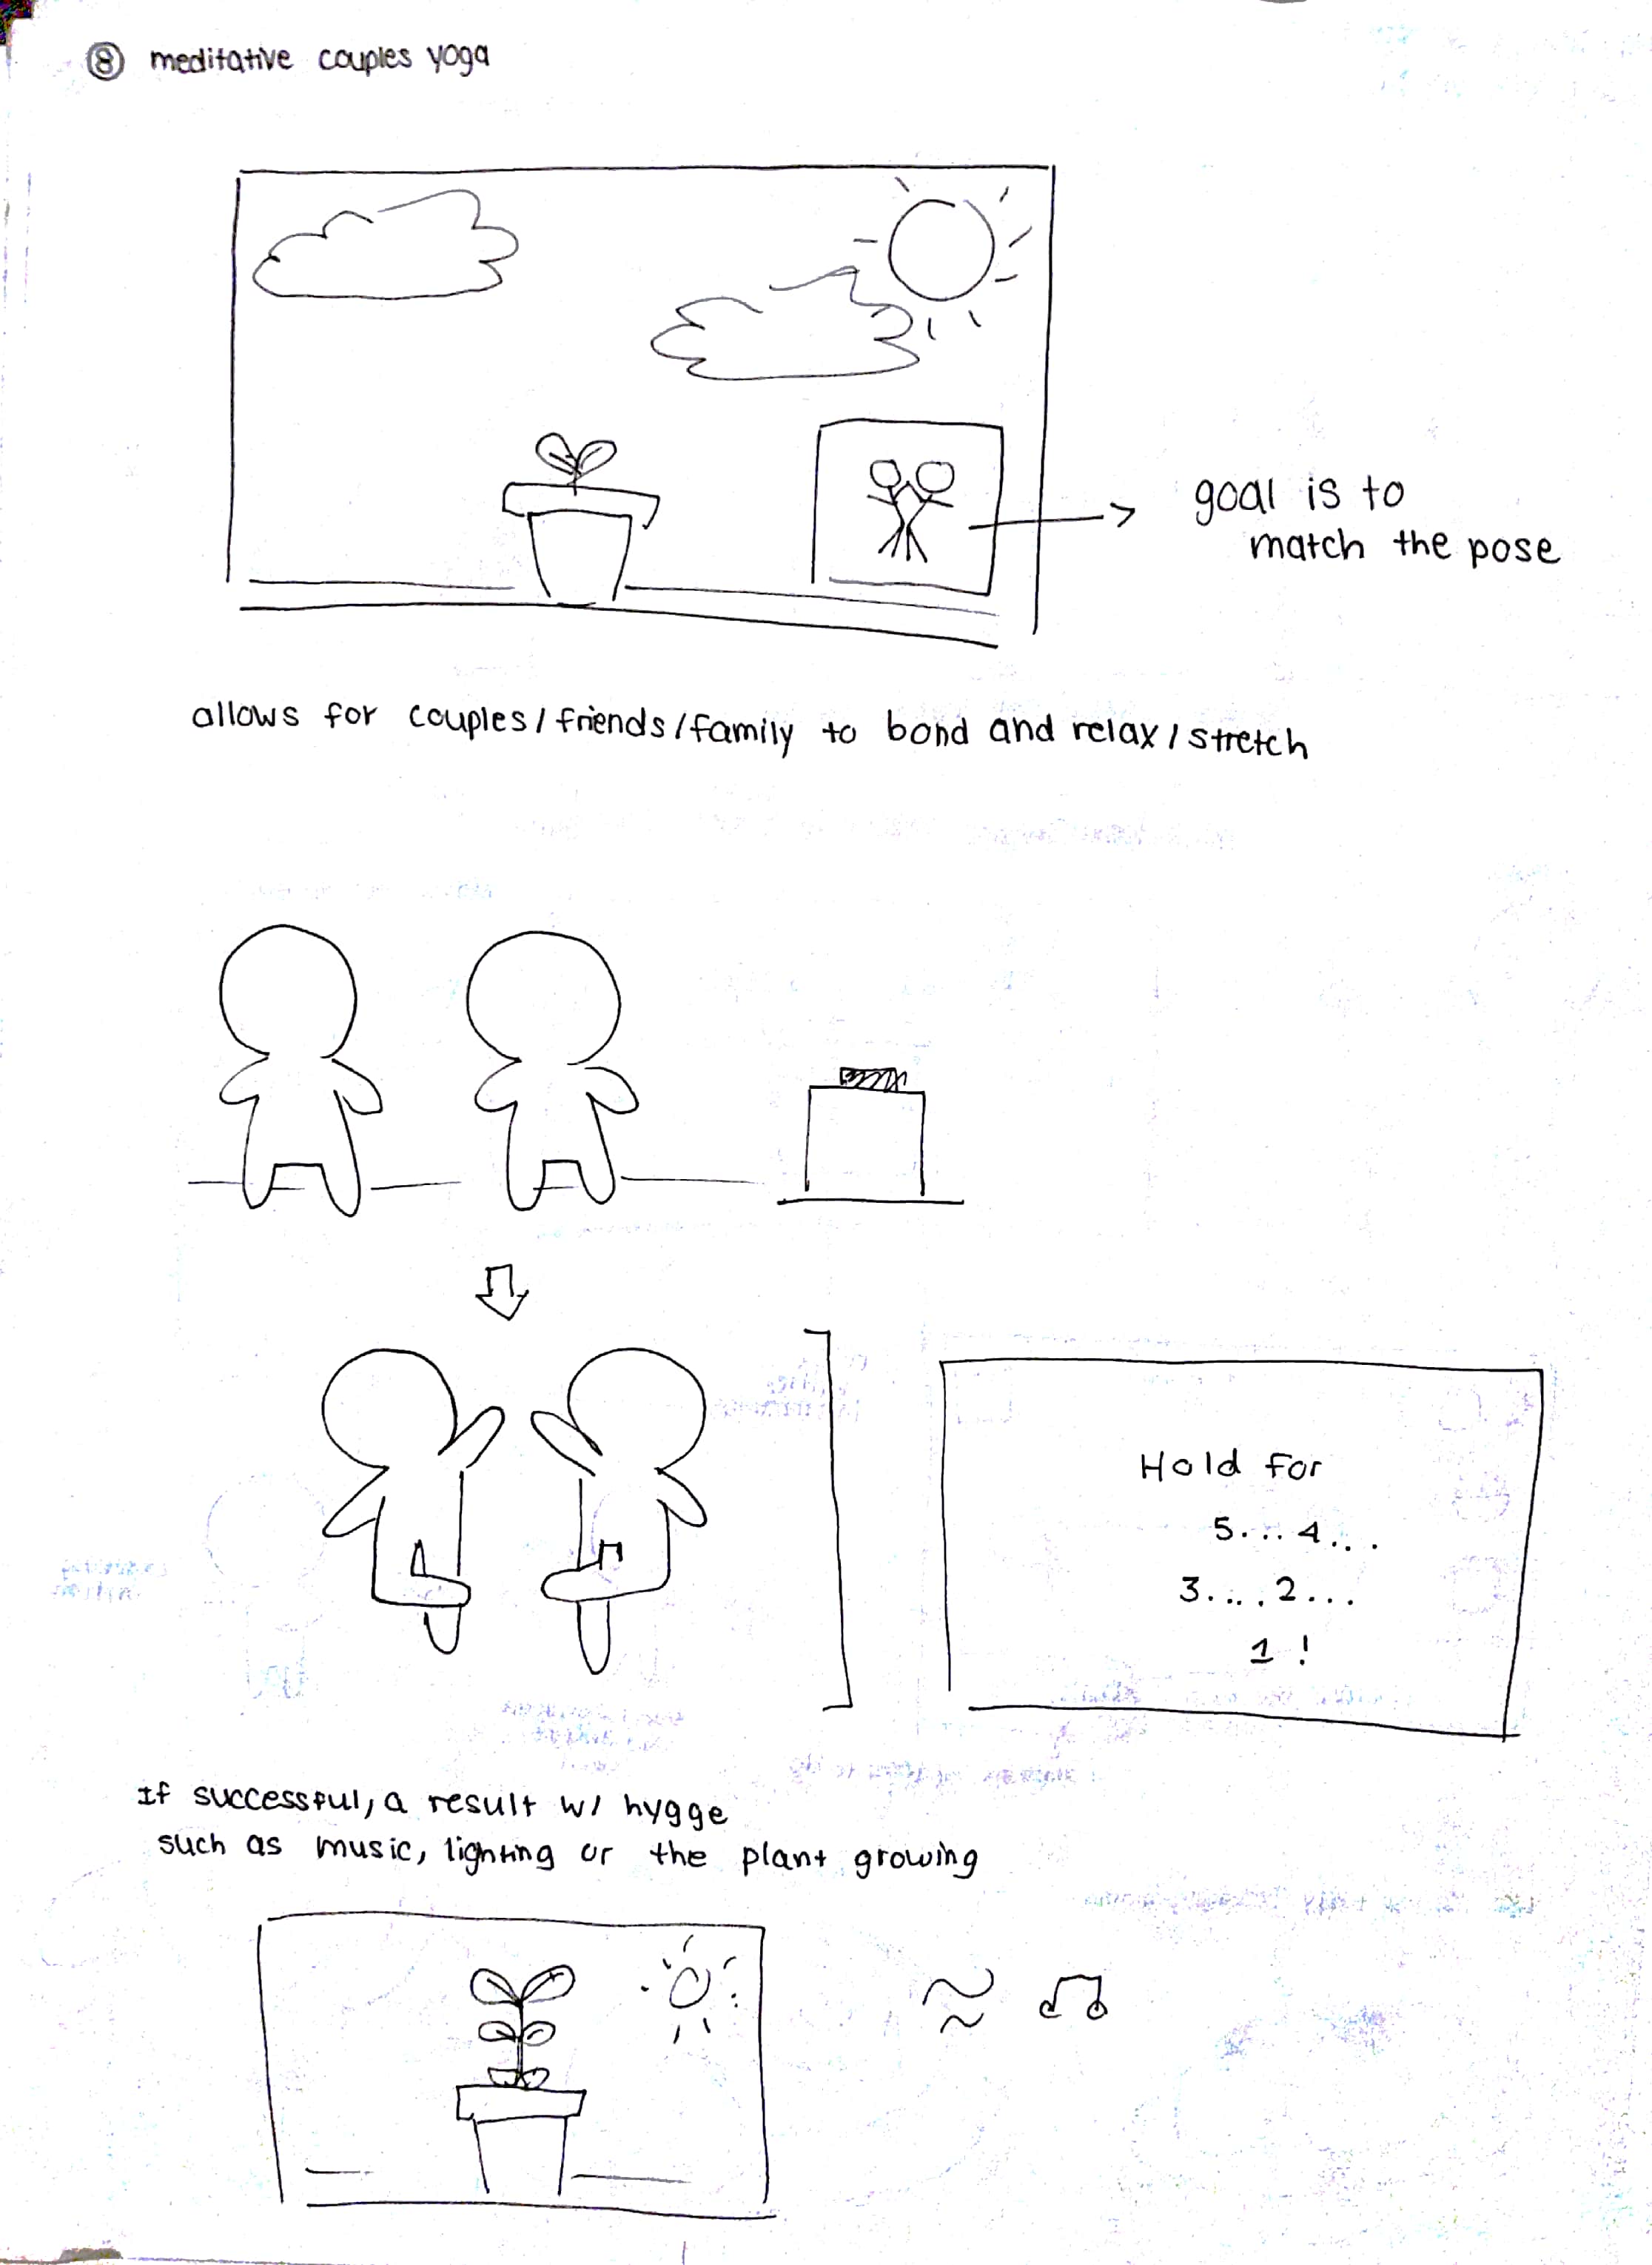 ⑧ meditative couples yoga
goal is to
match the pose
allows for couples/friends/family to bond and relax/stretch
Hold for
5...4...
3....2...
1 !
If successful, a result w/ hygge
such as music, lighting or the plant growing